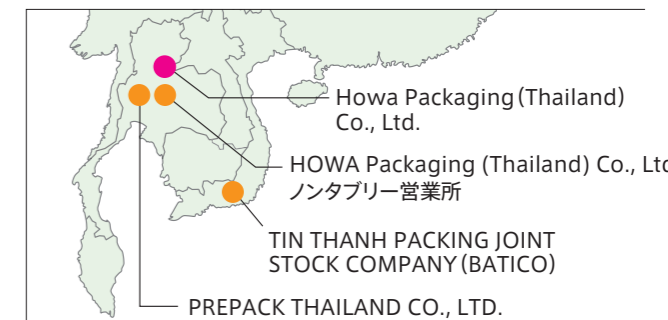 Howa Packaging (Thailand)
Co., Ltd.
HOWA Packaging (Thailand) Co., Ltd
ノンタブリー営業所
TIN THANH PACKING JOINT
STOCK COMPANY (BATICO)
PREPACK THAILAND CO., LTD.